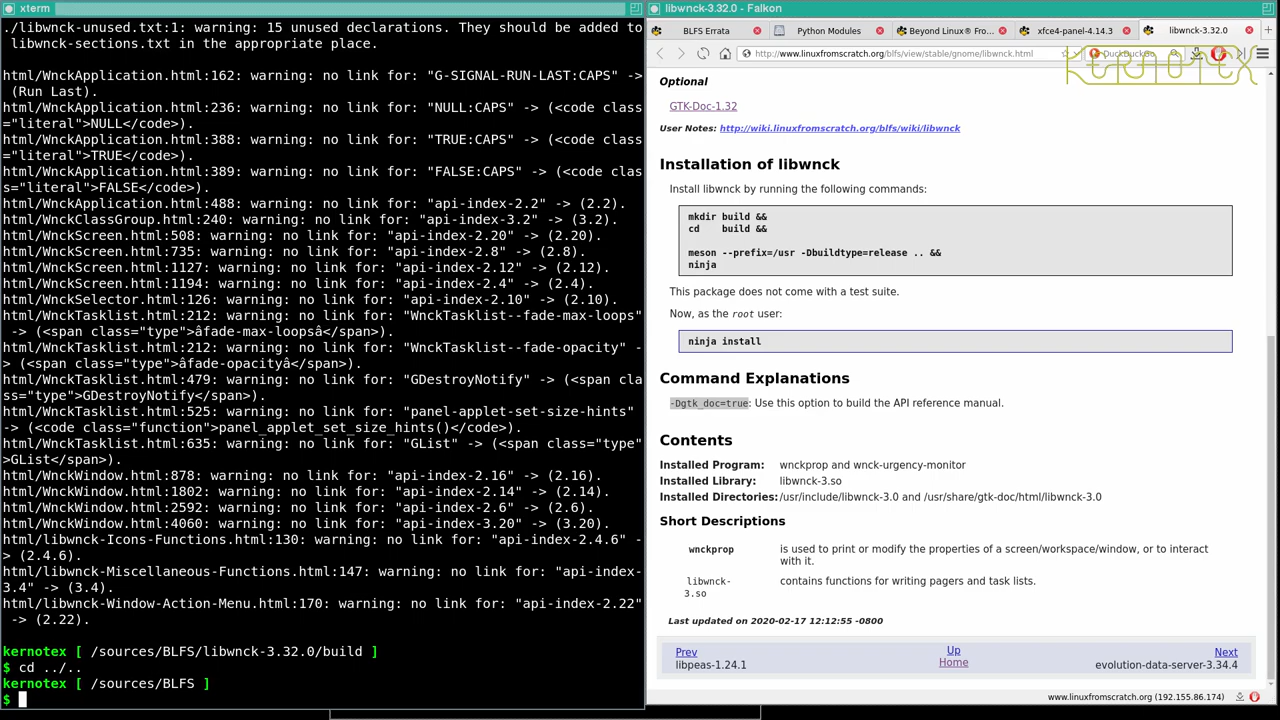 xterm
./libwnck-unused.txt:1: warning: 15 unused declarations. They should be added to
 libwnck-sections.txt in the appropriate place.
html/WnckApplication.html:162: warning: no link for: "G-SIGNAL-RUN-LAST:CAPS" ->
 (Run Last).
html/WnckApplication.html:236: warning: no link for: "NULL:CAPS" -> (<code class
="literal">NULL</code>).
html/WnckApplication.html:388: warning: no link for: "TRUE:CAPS" -> (<code class
="literal">TRUE</code>).
html/WnckApplication.html:389: warning: no link for: "FALSE:CAPS" -> (<code clas
s="literal">FALSE</code>).
html/WnckApplication.html:488: warning: no link for: "api-index-2.2" -> (2.2).
html/WnckClassGroup.html:240: warning: no link for: "api-index-3.2" -> (3.2).
html/WnckScreen.html:508: warning: no link for: "api-index-2.20" -> (2.20).
html/WnckScreen.html:735: warning: no link for: "api-index-2.8" -> (2.8).
html/WnckScreen.html:1127: warning: no link for: "api-index-2.12" -> (2.12).
html/WnckScreen.html:1194: warning: no link for: "api-index-2.4" -> (2.4).
html/WnckSelector.html:126: warning: no link for: "api-index-2.10" -> (2.10).
html/WnckTasklist.html:212: warning: no link for: "WnckTasklist--fade-max-loops"
 -> (<span class="type">âfade-max-loopsâ</span>).
html/WnckTasklist.html:212: warning: no link for: "WnckTasklist--fade-opacity" -
> (<span class="type">âfade-opacityâ</span>).
html/WnckTasklist.html:479: warning: no link for: "GDestroyNotify" -> (<span cla
ss="type">GDestroyNotify</span>).
html/WnckTasklist.html:525: warning: no link for: "panel-applet-set-size-hints" 
-> (<code class="function">panel_applet_set_size_hints()</code>).
html/WnckTasklist.html:635: warning: no link for: "GList" -> (<span class="type"
>GList</span>).
html/WnckWindow.html:878: warning: no link for: "api-index-2.16" -> (2.16).
html/WnckWindow.html:1802: warning: no link for: "api-index-2.14" -> (2.14).
html/WnckWindow.html:2592: warning: no link for: "api-index-2.6" -> (2.6).
html/WnckWindow.html:4060: warning: no link for: "api-index-3.20" -> (3.20).
html/libwnck-Icons-Functions.html:130: warning: no link for: "api-index-2.4.6" -
> (2.4.6).
html/libwnck-Miscellaneous-Functions.html:147: warning: no link for: "api-index-
3.4" -> (3.4).
html/libwnck-Window-Action-Menu.html:170: warning: no link for: "api-index-2.22"
 -> (2.22).
kernotex [ /sources/BLFS/libwnck-3.32.0/build ]
$ cd ../..
kernotex [ /sources/BLFS ]
$
libwnck-3.32.0 - Falkon
BLFS Errata
Python Modules
Beyond Linux® Fro...
xfce4-panel-4.14.3
libwnck-3.32.0
http://www.linuxfromscratch.org/blfs/view/stable/gnome/libwnck.html
DuckDuckGo
KERNOTEX
Optional
GTK-Doc-1.32
User Notes: http://wiki.linuxfromscratch.org/blfs/wiki/libwnck
Installation of libwnck
Install libwnck by running the following commands:
mkdir build &&
cd    build &&
meson --prefix=/usr -Dbuildtype=release .. &&
ninja
This package does not come with a test suite.
Now, as the root user:
ninja install
Command Explanations
-Dgtk_doc=true: Use this option to build the API reference manual.
Contents
Installed Program: wnckprop and wnck-urgency-monitor
Installed Library: libwnck-3.so
Installed Directories: /usr/include/libwnck-3.0 and /usr/share/gtk-doc/html/libwnck-3.0
Short Descriptions
wnckprop is used to print or modify the properties of a screen/workspace/window, or to interact
with it.
libwnck- contains functions for writing pagers and task lists.
3.so
Last updated on 2020-02-17 12:12:55 -0800
Prev Up Next
libpeas-1.24.1 Home evolution-data-server-3.34.4
www.linuxfromscratch.org (192.155.86.174)